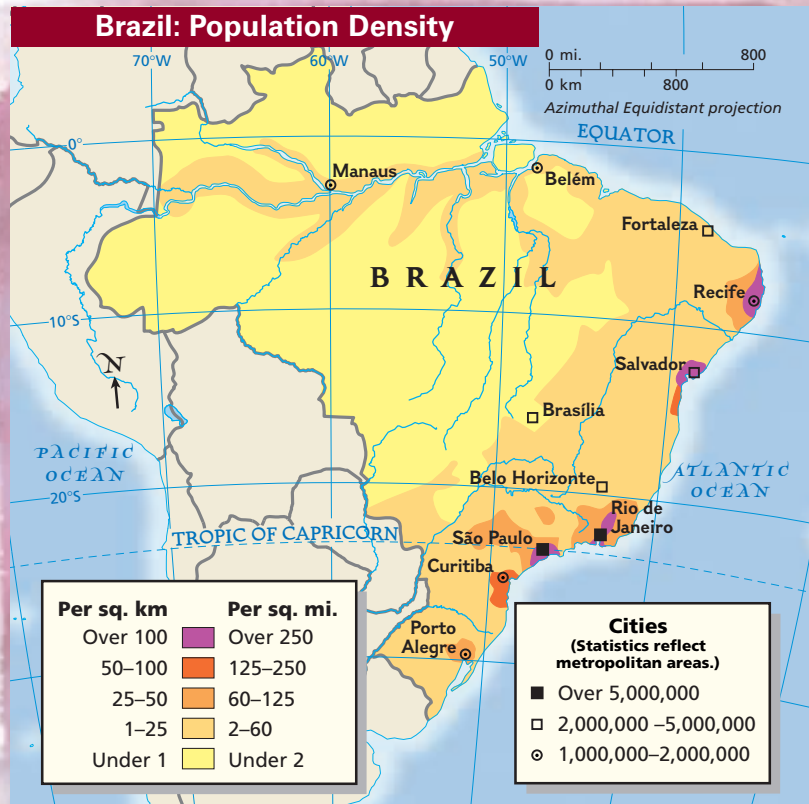 Brazil: Population Density
70°W
60°W
50°W
0 mi.
800
0 km
800
Azimuthal Equidistant projection
EQUATOR
0°
Manaus
Belém
Fortaleza
BRAZIL
Recife
10°S
N
Salvador
Brasília
PACIFIC
OCEAN
Belo Horizonte
ATLANTIC
OCEAN
20°S
Rio de
Janeiro
TROPIC OF CAPRICORN
São Paulo
Curitiba
Porto
Alegre
Per sq. km Per sq. mi.
Over 100 Over 250
50–100 125–250
25–50 60–125
1–25 2–60
Under 1 Under 2
Cities
(Statistics reflect
metropolitan areas.)
Over 5,000,000
2,000,000 –5,000,000
1,000,000–2,000,000